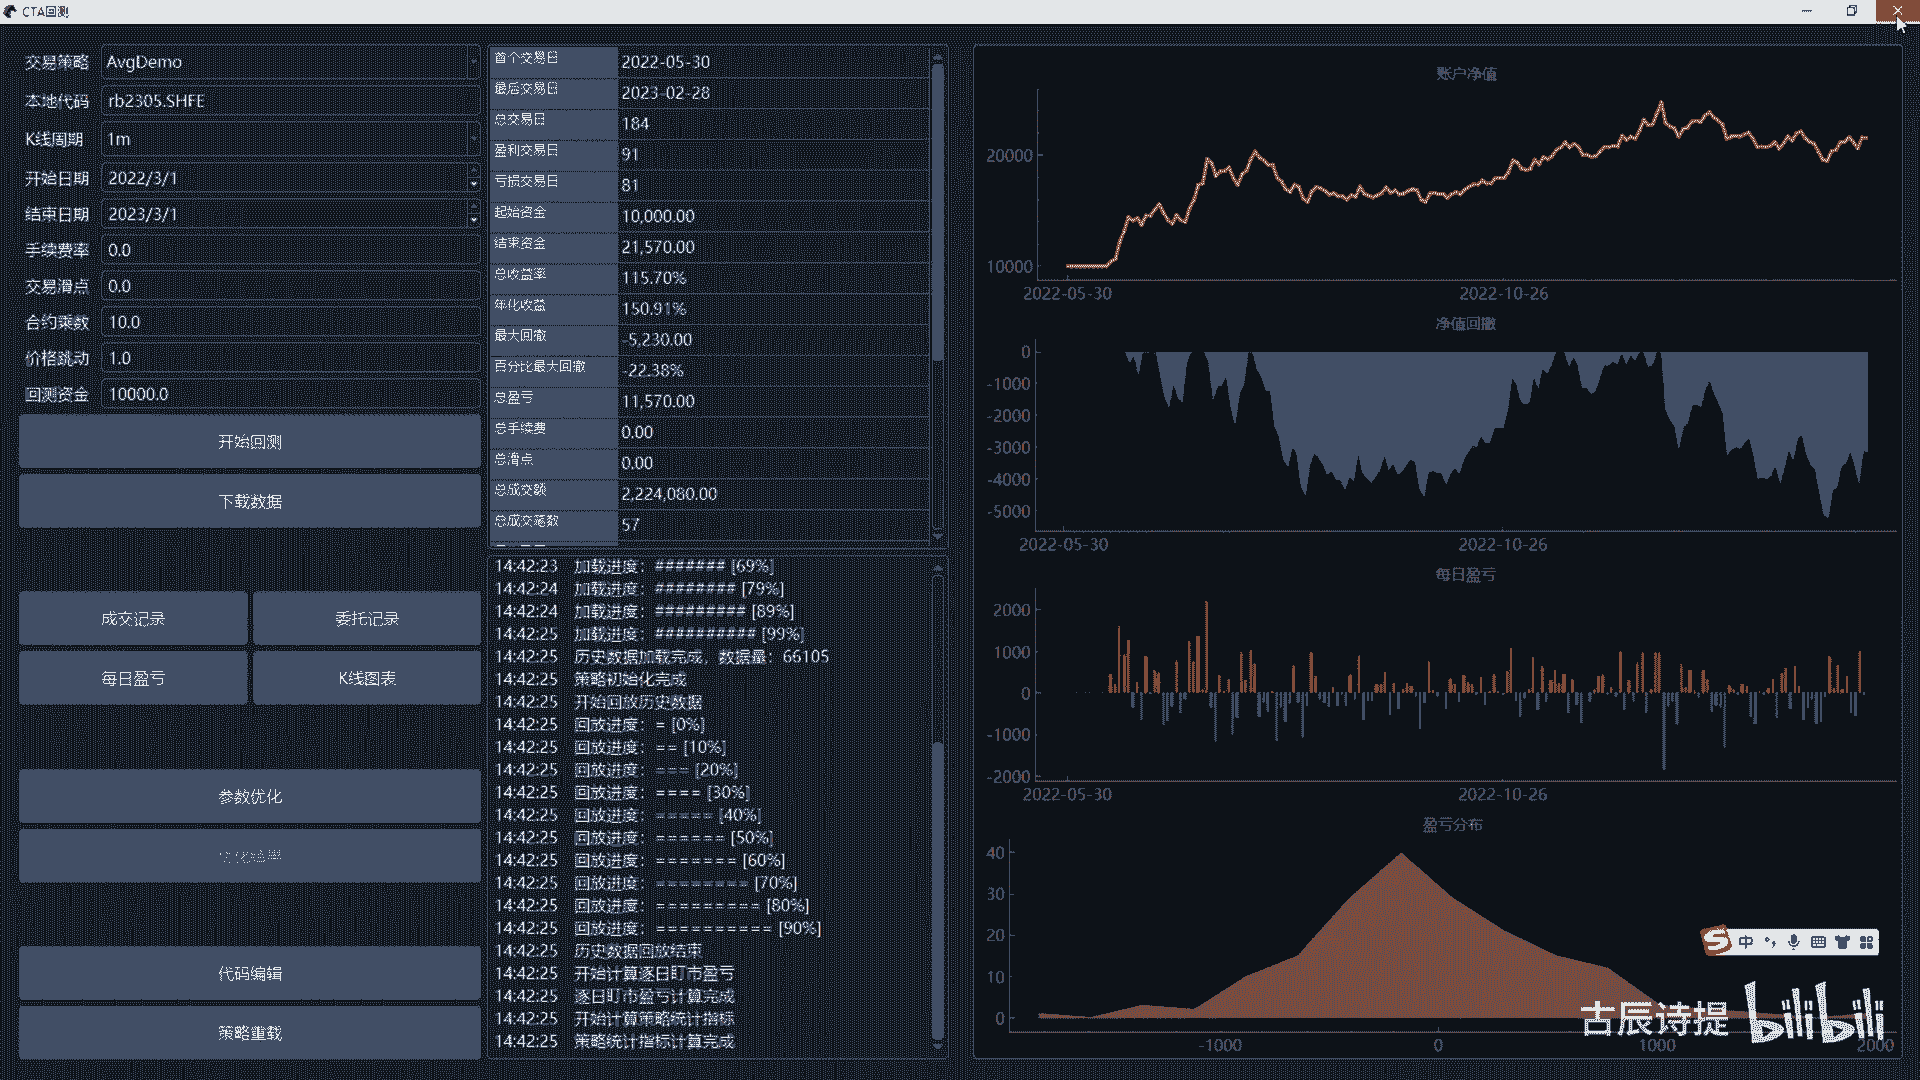 CTA回测
交易策略 AvgDemo
本地代码 rb2305.SHFE
K线周期 1m
开始日期 2022/3/1
结束日期 2023/3/1
手续费率 0.0
交易滑点 0.0
合约乘数 10.0
价格跳动 1.0
回测资金 10000.0
开始回测
下载数据
成交记录 委托记录
每日盈亏 K线图表
参数优化
优化结果
代码编辑
策略重载
首个交易日 2022-05-30
最后交易日 2023-02-28
总交易日 184
盈利交易日 91
亏损交易日 81
起始资金 10,000.00
结束资金 21,570.00
总收益率 115.70%
年化收益 150.91%
最大回撤 -5,230.00
百分比最大回撤 -22.38%
总盈亏 11,570.00
总手续费 0.00
总滑点 0.00
总成交额 2,224,080.00
总成交笔数 57
14:42:23 加载进度：####### [69%]
14:42:24 加载进度：######## [79%]
14:42:24 加载进度：######### [89%]
14:42:25 加载进度：########## [99%]
14:42:25 历史数据加载完成，数据量：66105
14:42:25 策略初始化完成
14:42:25 开始回放历史数据
14:42:25 回放进度：= [0%]
14:42:25 回放进度：== [10%]
14:42:25 回放进度：=== [20%]
14:42:25 回放进度：==== [30%]
14:42:25 回放进度：===== [40%]
14:42:25 回放进度：====== [50%]
14:42:25 回放进度：======= [60%]
14:42:25 回放进度：======== [70%]
14:42:25 回放进度：========= [80%]
14:42:25 回放进度：========== [90%]
14:42:25 历史数据回放结束
14:42:25 开始计算逐日盯市盈亏
14:42:25 逐日盯市盈亏计算完成
14:42:25 开始计算策略统计指标
14:42:25 策略统计指标计算完成
账户净值
20000
10000
2022-05-30 2022-10-26
净值回撤
0
-1000
-2000
-3000
-4000
-5000
2022-05-30 2022-10-26
每日盈亏
2000
1000
0
-1000
-2000
2022-05-30 2022-10-26
盈亏分布
40
30
20
10
0
-1000 0 1000 2000
中
古辰诗提 bilibili